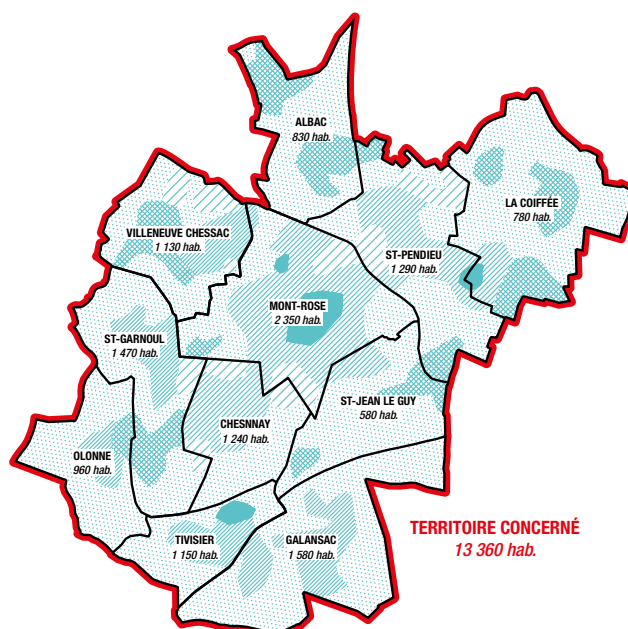 ALBAC
830 hab.
LA COIFFÉE
780 hab.
VILLENEUVE CHESSAC
1 130 hab.
ST-PENDIEU
1 290 hab.
MONT-ROSE
2 350 hab.
ST-GARNOUL
1 470 hab.
ST-JEAN LE GUY
580 hab.
CHESNNAY
1 240 hab.
OLONNE
960 hab.
TIVISIER
1 150 hab.
GALANSAC
1 580 hab.
TERRITOIRE CONCERNÉ
13 360 hab.